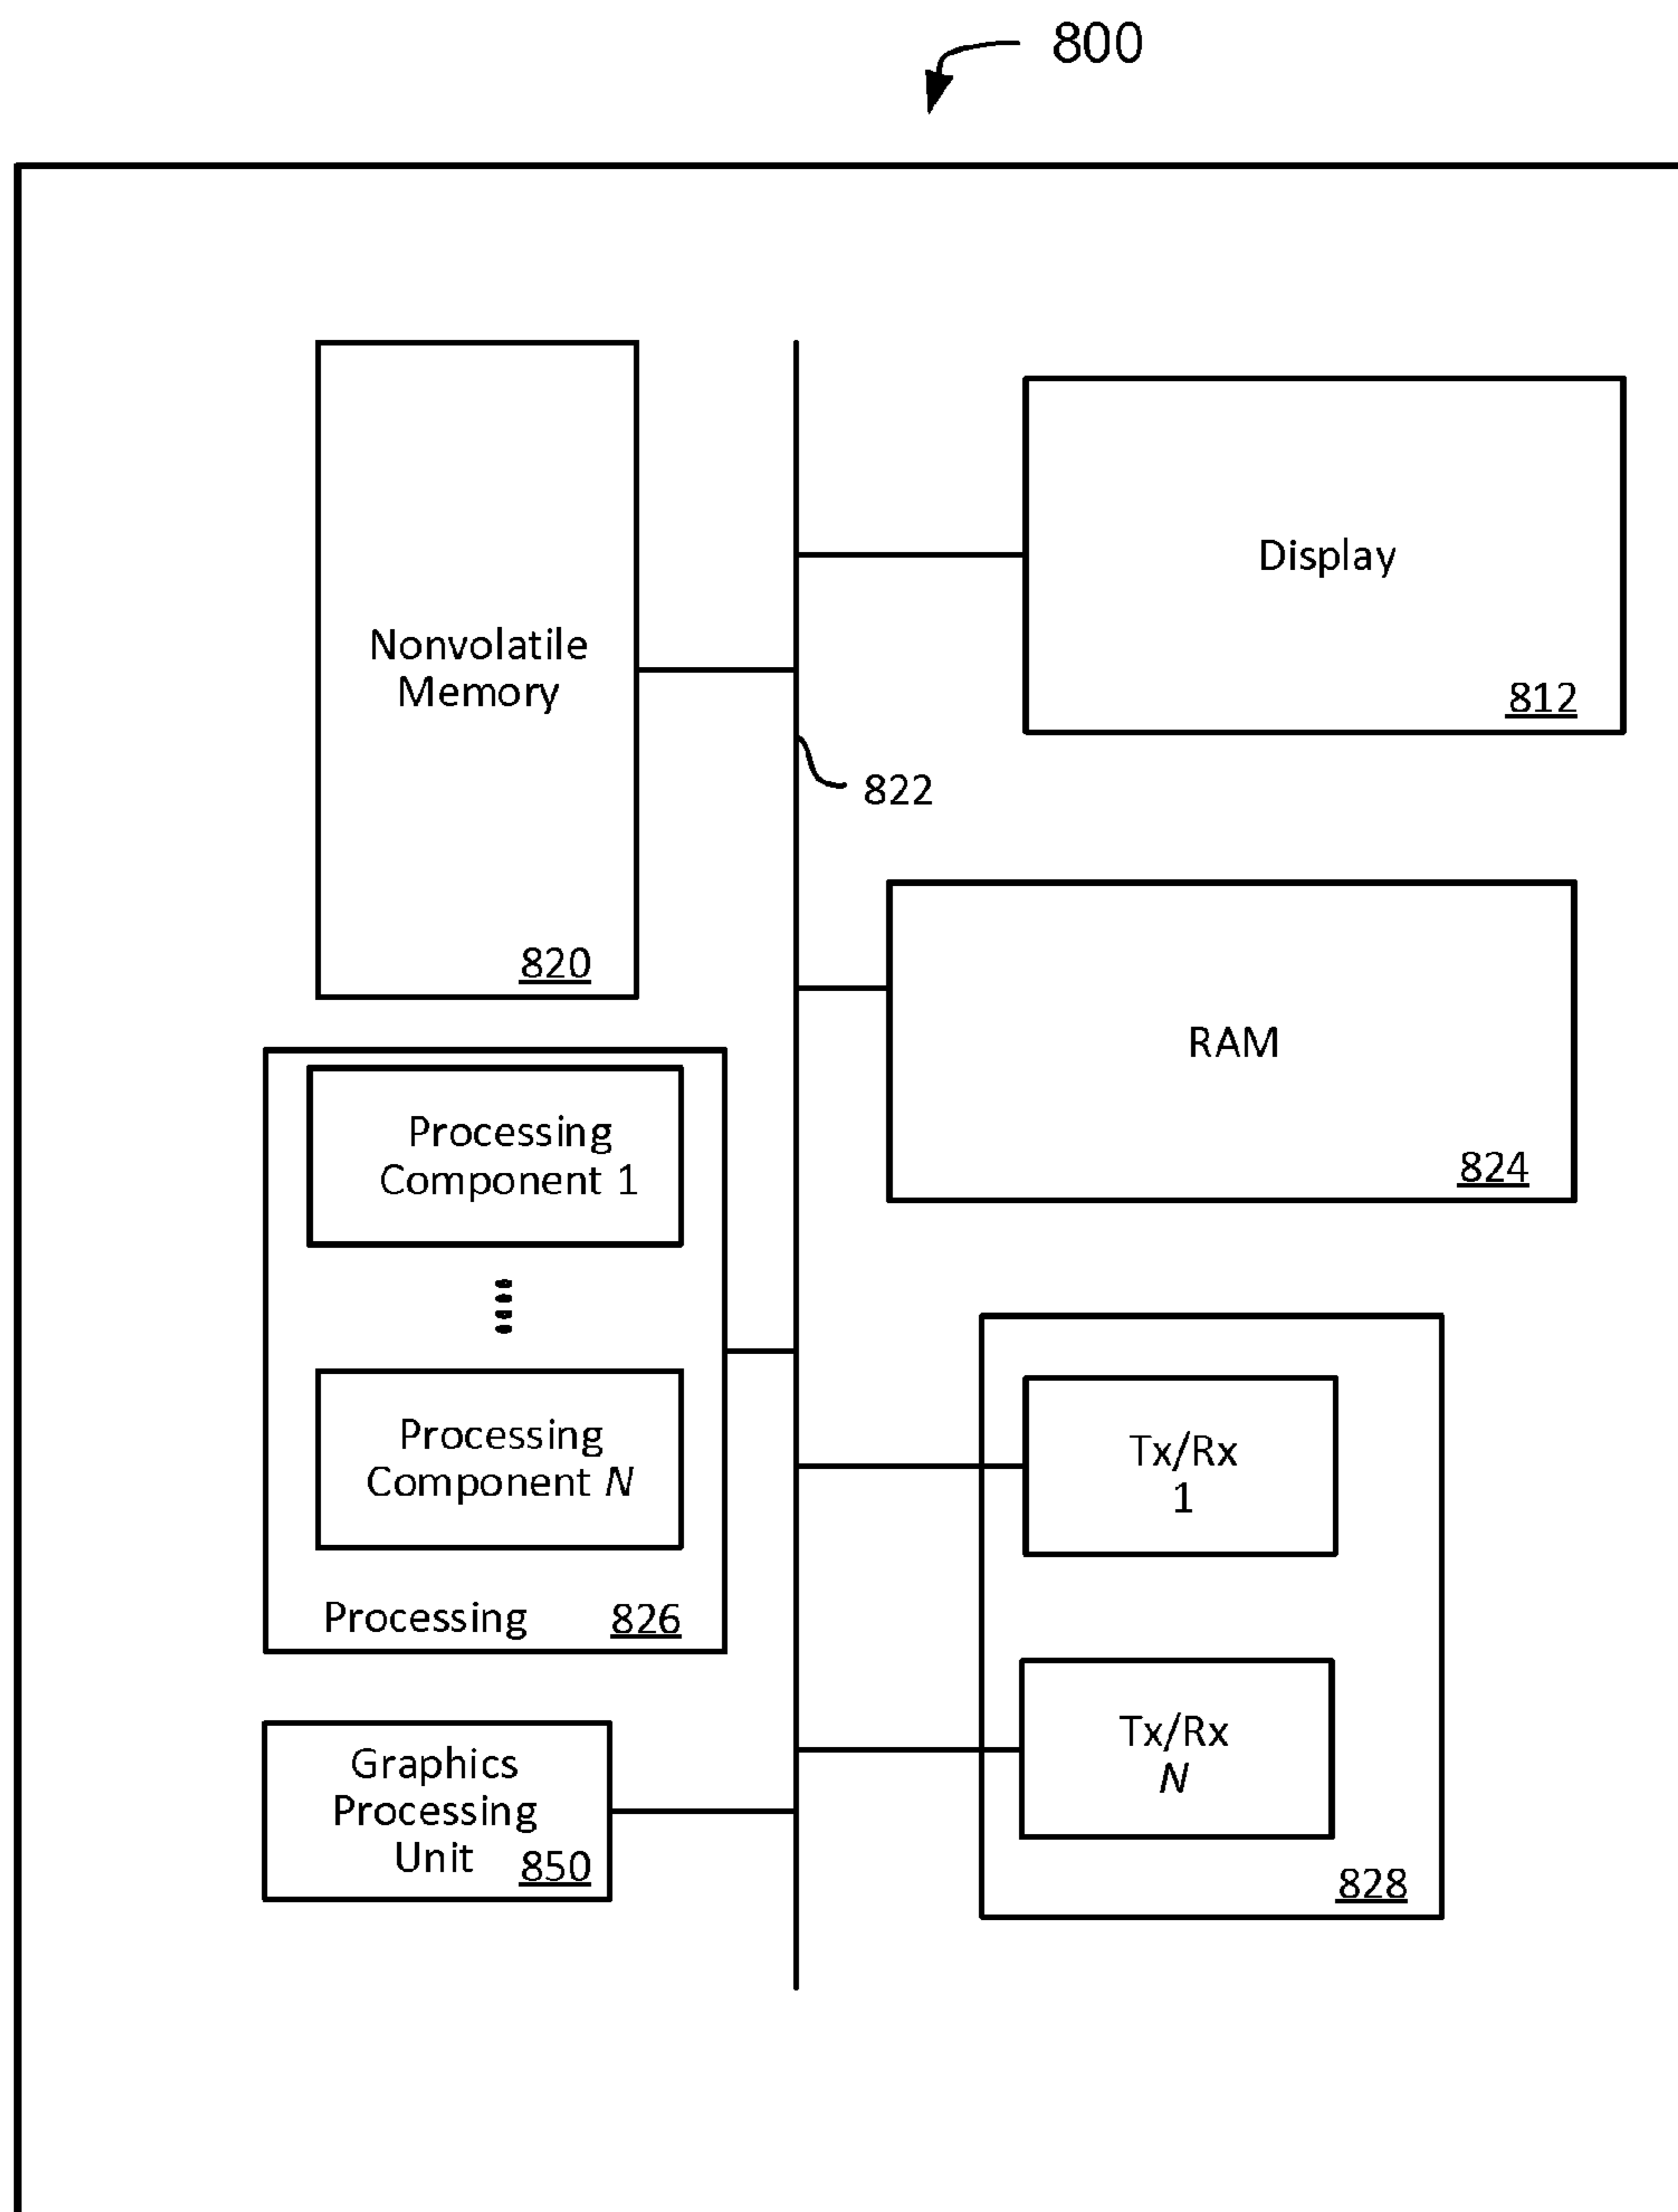 800
Nonvolatile
Memory
820
Display
812
822
RAM
824
Processing
Component 1
Processing
Component N
Processing 826
Tx/Rx
1
Tx/Rx
N
828
Graphics
Processing
Unit 850